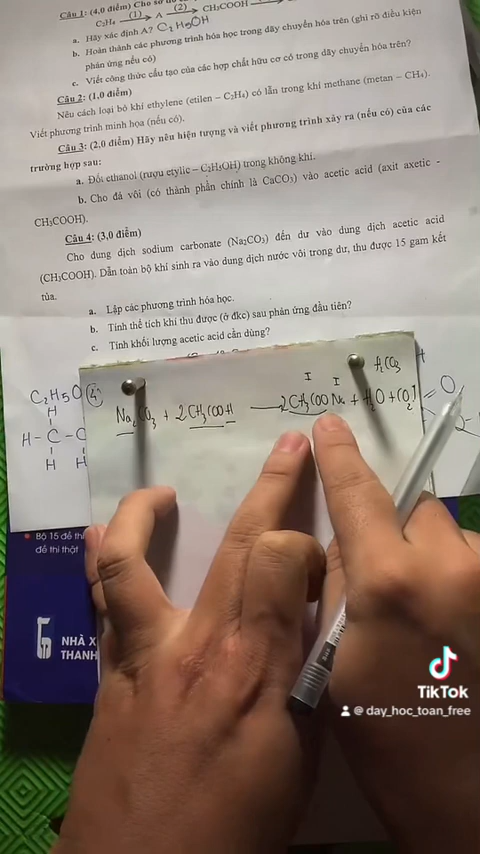 Câu 1: (4,0 điểm) Cho sơ đồ
C₂H₄ (1) A (2) CH₃COOH
a. Hãy xác định A? C₂H₅OH
b. Hoàn thành các phương trình hóa học trong dãy chuyển hóa trên (ghi rõ điều kiện
phản ứng nếu có)
c. Viết công thức cấu tạo của các hợp chất hữu cơ có trong dãy chuyển hóa trên?
Câu 2: (1,0 điểm)
Nêu cách loại bỏ khí ethylene (etilen – C₂H₄) có lẫn trong khí methane (metan – CH₄).
Viết phương trình minh họa (nếu có).
Câu 3: (2,0 điểm) Hãy nêu hiện tượng và viết phương trình xảy ra (nếu có) của các
trường hợp sau:
a. Đốt ethanol (rượu etylic – C₂H₅OH) trong không khí.
b. Cho đá vôi (có thành phần chính là CaCO₃) vào acetic acid (axit axetic -
CH₃COOH).
Câu 4: (3,0 điểm)
Cho dung dịch sodium carbonate (Na₂CO₃) đến dư vào dung dịch acetic acid
(CH₃COOH). Dẫn toàn bộ khí sinh ra vào dung dịch nước vôi trong dư, thu được 15 gam kết
tủa.
a. Lập các phương trình hóa học.
b. Tính thể tích khí thu được (ở đkc) sau phản ứng đầu tiên?
c. Tính khối lượng acetic acid cần dùng?
H₂CO₃ H
I I
C₂H₅O (4) Na₂CO₃ + 2CH₃COOH → 2CH₃COONa + H₂O + CO₂ = O
H
H - C - C
H H
Bộ 15 đề thi
đề thi thật
NHÀ X
THANH
TikTok
@day_hoc_toan_free